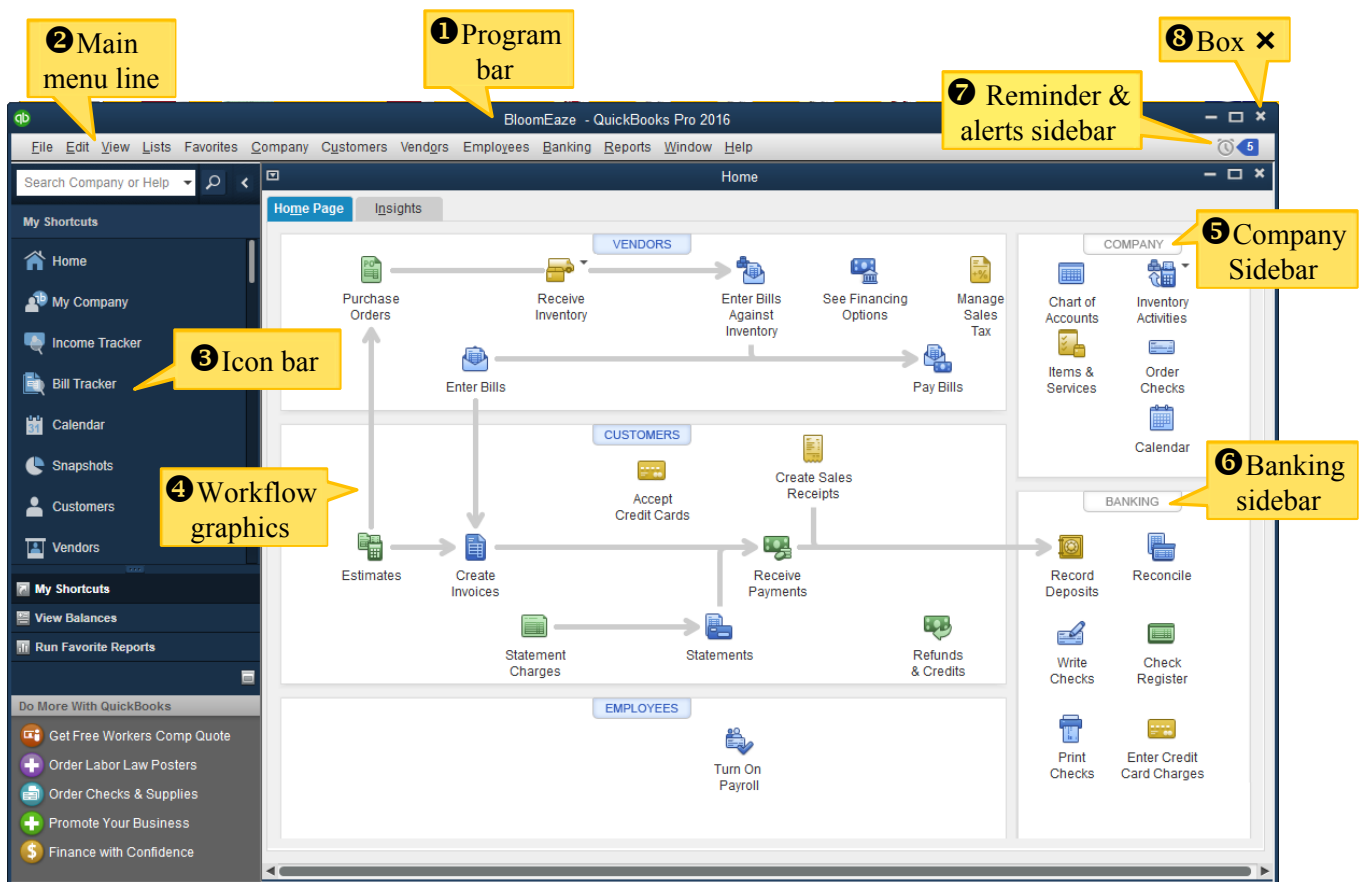 ❶Program
bar
❷Main
menu line
❽Box ×
❼ Reminder &
alerts sidebar
qb
BloomEaze - QuickBooks Pro 2016
File Edit View Lists Favorites Company Customers Vendors Employees Banking Reports Window Help
5
Search Company or Help
Home
My Shortcuts
Home
My Company
Income Tracker
Bill Tracker
31
Calendar
Snapshots
Customers
Vendors
My Shortcuts
View Balances
Run Favorite Reports
Do More With QuickBooks
Get Free Workers Comp Quote
Order Labor Law Posters
Order Checks & Supplies
Promote Your Business
$
Finance with Confidence
❸Icon bar
❹Workflow
graphics
Home Page Insights
VENDORS
PO
Purchase
Orders
Receive
Inventory
Enter Bills
Against
Inventory
See Financing
Options
Manage
Sales
Tax
Enter Bills
Pay Bills
CUSTOMERS
Accept
Credit Cards
Create Sales
Receipts
Estimates
Create
Invoices
Receive
Payments
Statement
Charges
Statements
Refunds
& Credits
EMPLOYEES
Turn On
Payroll
❺Company
Sidebar
COMPANY
Chart of
Accounts
Inventory
Activities
Items &
Services
Order
Checks
Calendar
❻Banking
sidebar
BANKING
Record
Deposits
Reconcile
Write
Checks
Check
Register
Print
Checks
Enter Credit
Card Charges